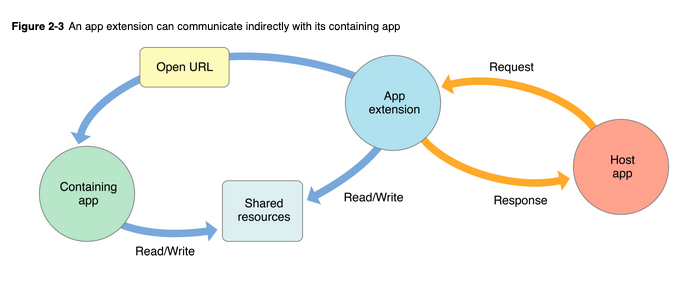 Figure 2-3 An app extension can communicate indirectly with its containing app
Open URL
App
extension
Request
Host
app
Response
Containing
app
Shared
resources
Read/Write
Read/Write